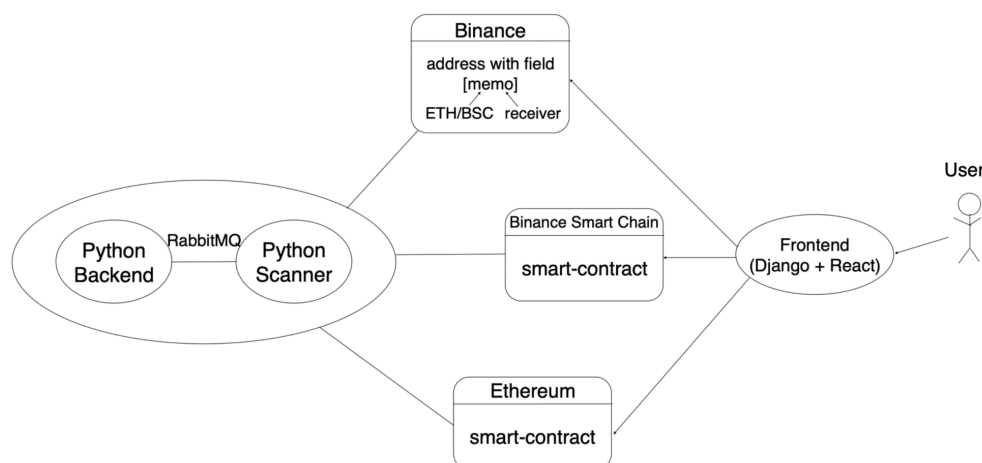 Binance
address with field
[memo]
ETH/BSC receiver
User
Binance Smart Chain
smart-contract
Frontend
(Django + React)
Python
Backend
RabbitMQ
Python
Scanner
Ethereum
smart-contract